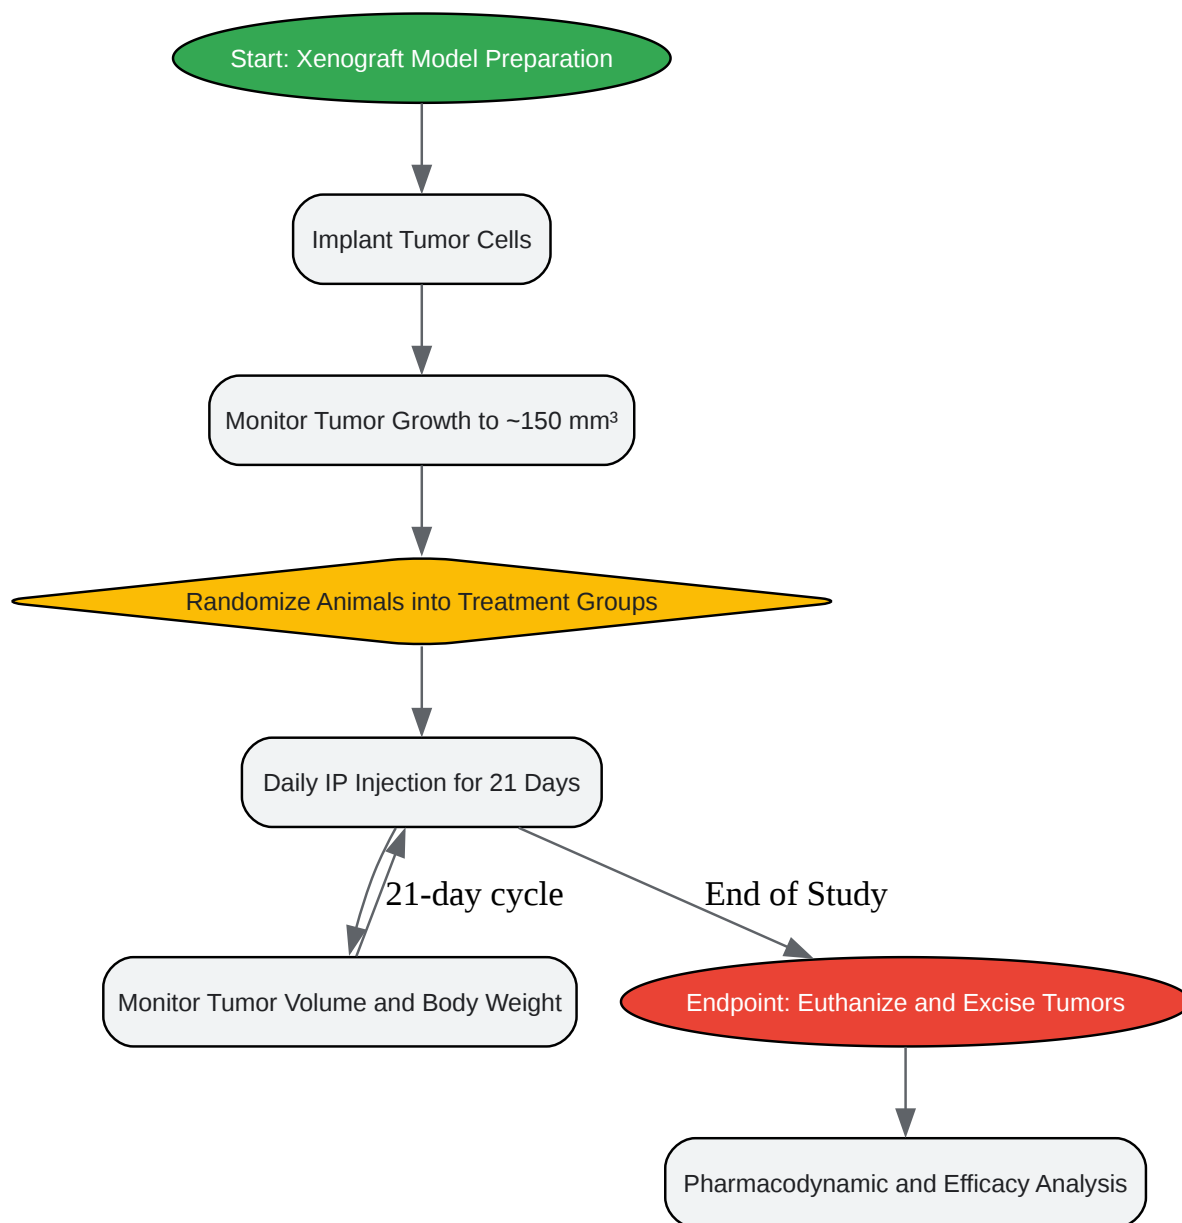 Start: Xenograft Model Preparation
Implant Tumor Cells
Monitor Tumor Growth to ~150 mm³
Randomize Animals into Treatment Groups
Daily IP Injection for 21 Days
21-day cycle
End of Study
Monitor Tumor Volume and Body Weight
Endpoint: Euthanize and Excise Tumors
Pharmacodynamic and Efficacy Analysis